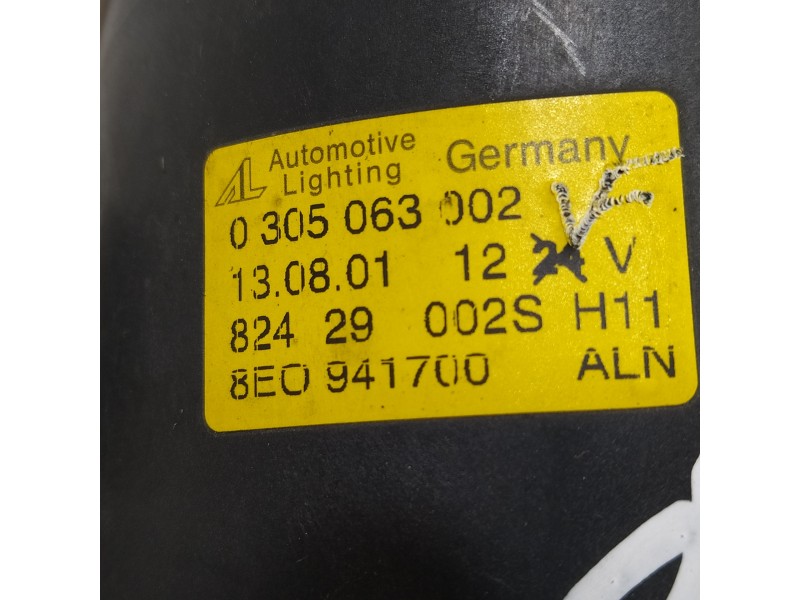 AL Automotive Lighting Germany
0 305 063 002
13.08.01 12 24 V
824 29 002S H11
8E0 941700 ALN